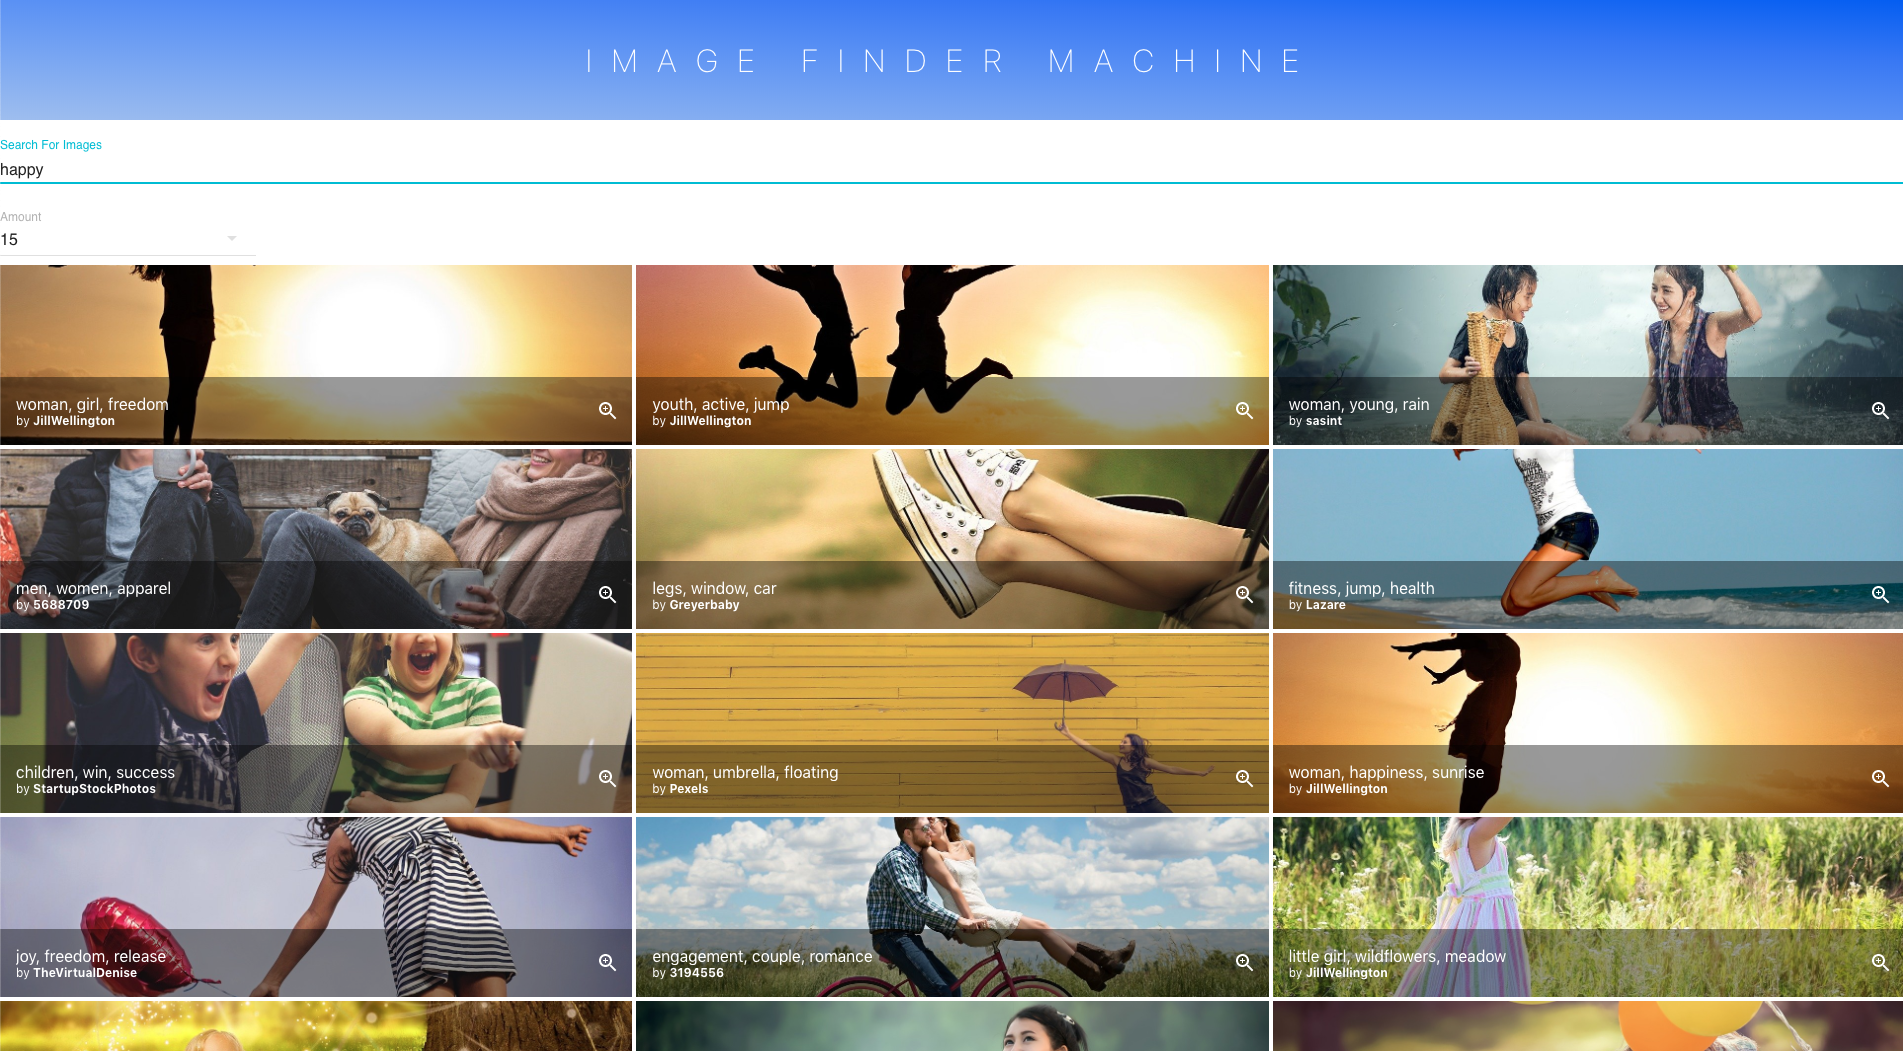 IMAGE FINDER MACHINE
Search For Images
happy
Amount
15
woman, girl, freedom
by JillWellington
youth, active, jump
by JillWellington
woman, young, rain
by sasint
men, women, apparel
by 5688709
legs, window, car
by Greyerbaby
fitness, jump, health
by Lazare
children, win, success
by StartupStockPhotos
woman, umbrella, floating
by Pexels
woman, happiness, sunrise
by JillWellington
joy, freedom, release
by TheVirtualDenise
engagement, couple, romance
by 3194556
little girl, wildflowers, meadow
by JillWellington